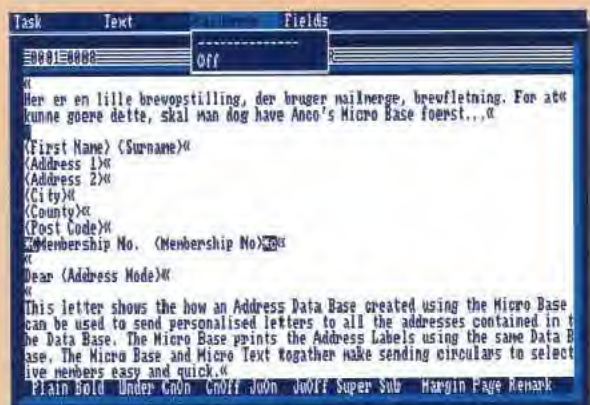 Task Text Fields
≡0001≡0088
--------------
Off
«
Her er en lille brevopstilling, der bruger mailmerge, brevfletning. For at«
kunne goere dette, skal man dog have Anco's Micro Base foerst...«
<First Name> <Surname>«
<Address 1>«
<Address 2>«
<City>«
<County>«
<Post Code>«
Membership No. <Membership No>«
«
Dear <Address Mode>«
«
This letter shows the how an Address Data Base created using the Micro Base
can be used to send personalised letters to all the addresses contained in t
he Data Base. The Micro Base prints the Address Labels using the same Data B
ase. The Micro Base and Micro Text togather make sending circulars to select
ive members easy and quick.«
Plain Bold Under CnOn CnOff JuOn JuOff Super Sub Margin Page Remark